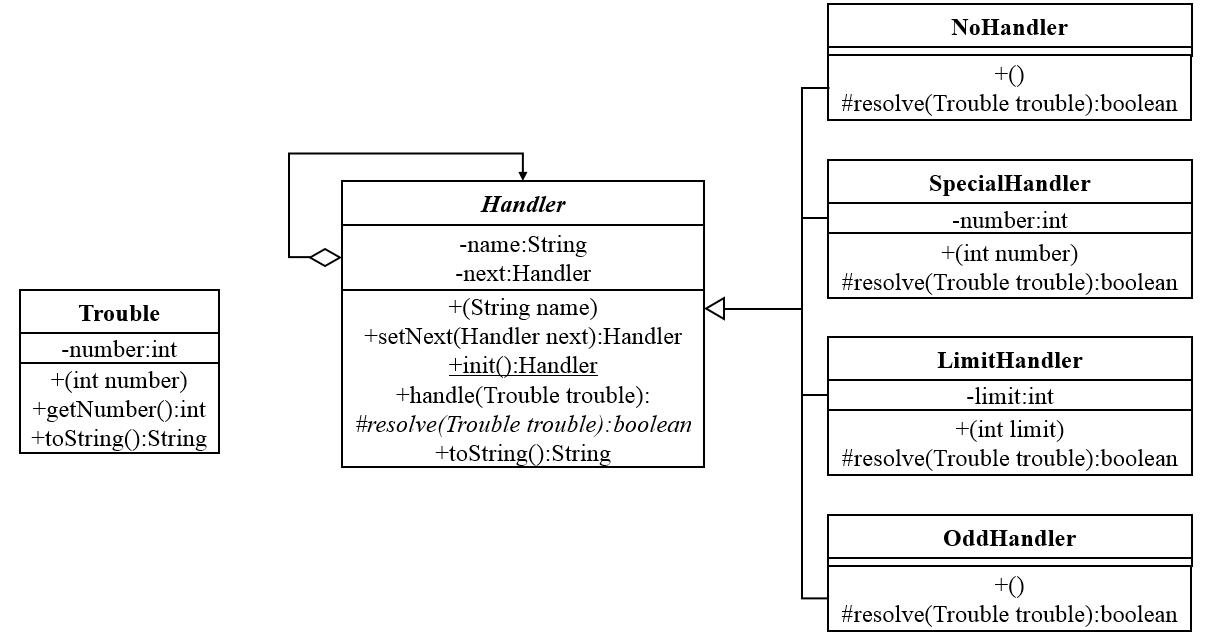 Trouble
-number:int
+(int number)
+getNumber():int
+toString():String
Handler
-name:String
-next:Handler
+(String name)
+setNext(Handler next):Handler
+init():Handler
+handle(Trouble trouble):
#resolve(Trouble trouble):boolean
+toString():String
NoHandler
+()
#resolve(Trouble trouble):boolean
SpecialHandler
-number:int
+(int number)
#resolve(Trouble trouble):boolean
LimitHandler
-limit:int
+(int limit)
#resolve(Trouble trouble):boolean
OddHandler
+()
#resolve(Trouble trouble):boolean